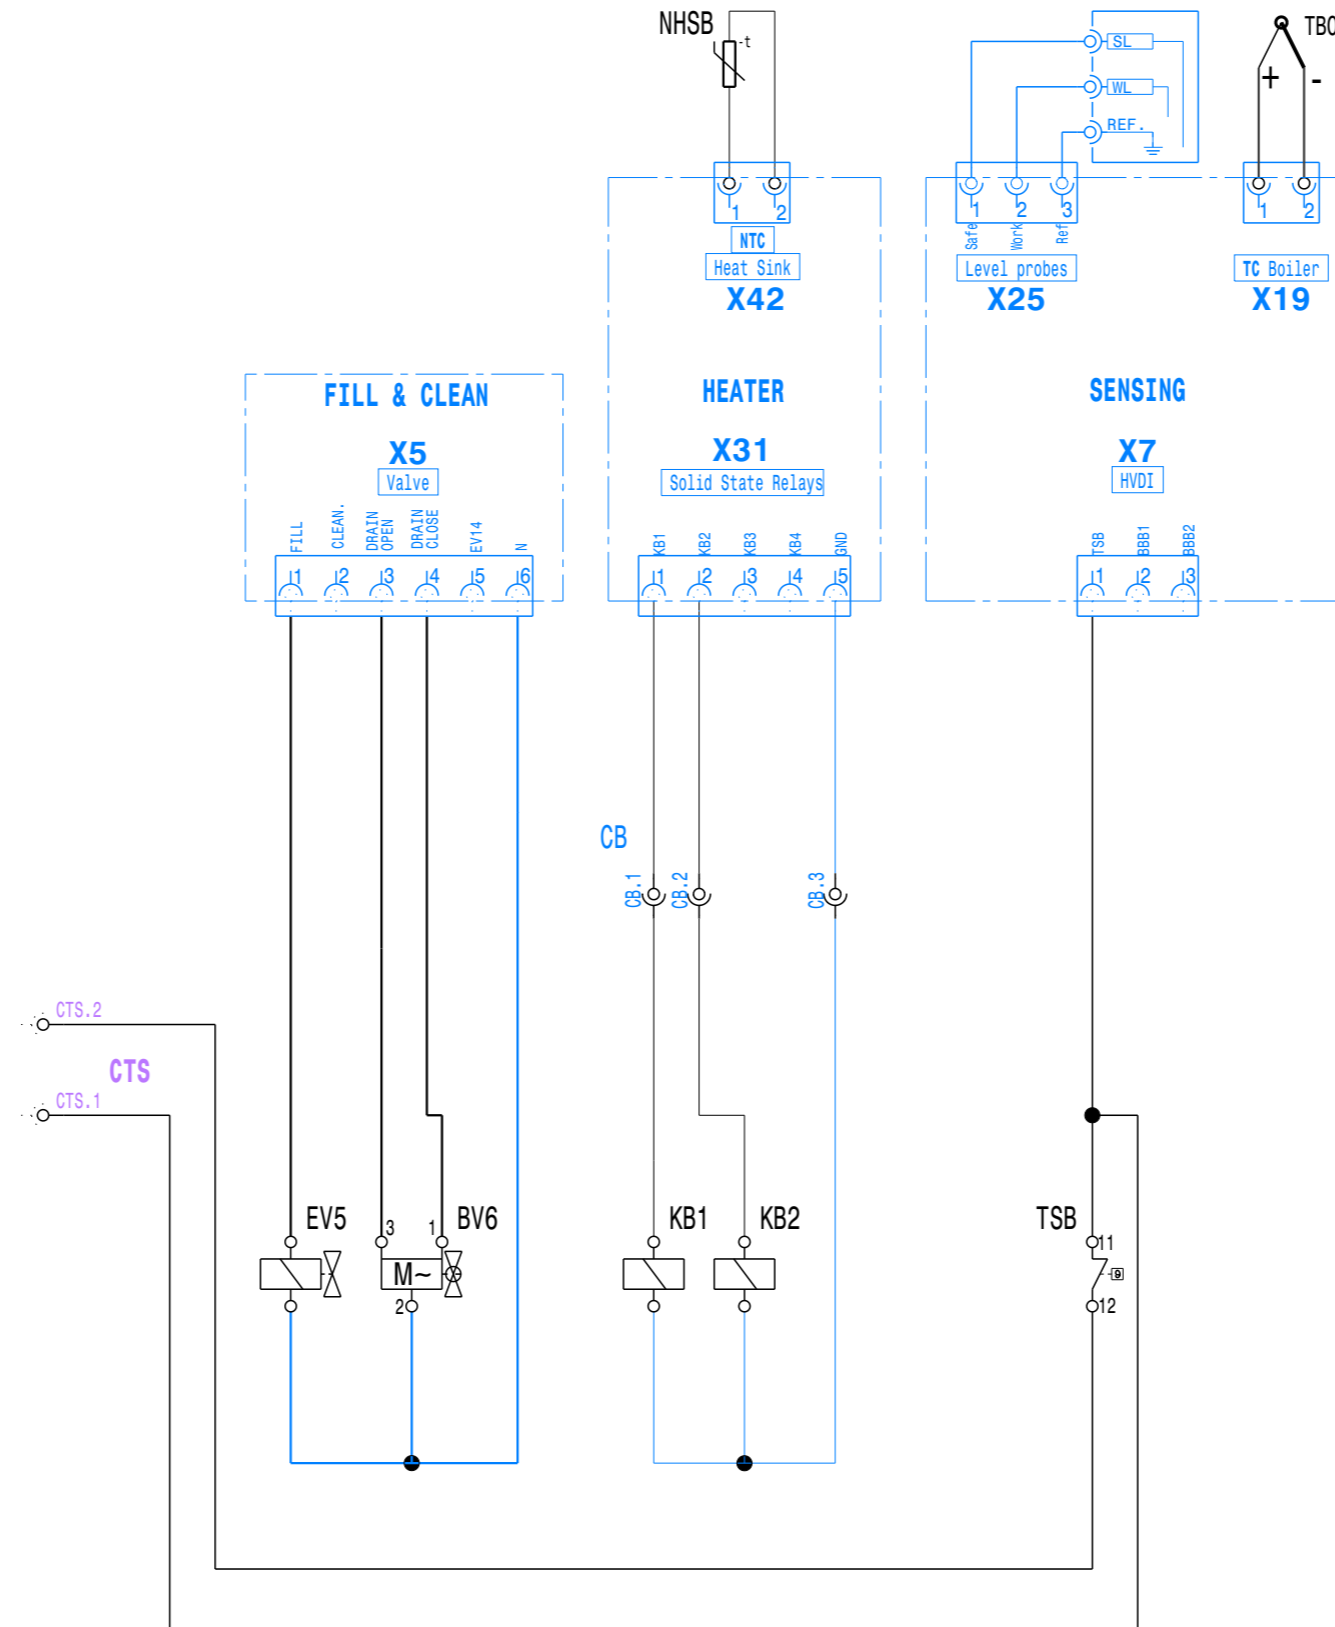 NHSB
-t
SL
WL
REF.
TBO
+
-
1 2
NTC
Heat Sink
X42
1 2 3
Safe
Work
Ref
Level probes
X25
1 2
TC Boiler
X19
FILL & CLEAN
X5
Valve
FILL
CLEAN.
DRAIN
OPEN
DRAIN
CLOSE
EV14
N
1 2 3 4 5 6
HEATER
X31
Solid State Relays
KB1
KB2
KB3
KB4
GND
1 2 3 4 5
SENSING
X7
HVDI
TSB
BBB1
BBB2
1 2 3
CB
CB.1
CB.2
CB.3
CTS.2
CTS
CTS.1
EV5
3
1
BV6
M~
2
KB1
KB2
TSB
11
12